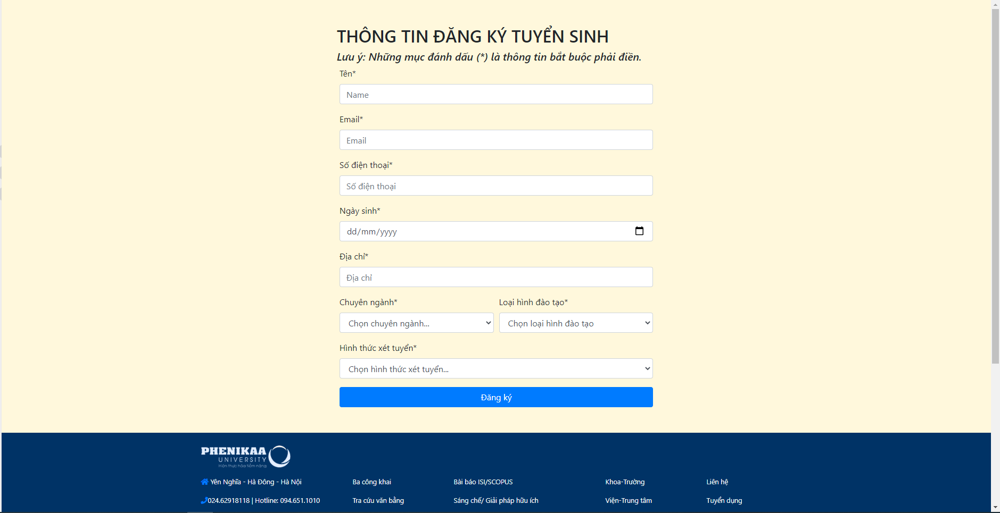 THÔNG TIN ĐĂNG KÝ TUYỂN SINH
Lưu ý: Những mục đánh dấu (*) là thông tin bắt buộc phải điền.
Tên*
Name
Email*
Email
Số điện thoại*
Số điện thoại
Ngày sinh*
dd/mm/yyyy
Địa chỉ*
Địa chỉ
Chuyên ngành* Loại hình đào tạo*
Chọn chuyên ngành... Chọn loại hình đào tạo
Hình thức xét tuyển*
Chọn hình thức xét tuyển...
Đăng ký
PHENIKAA
UNIVERSITY
Hiện thực hóa tiềm năng
Yên Nghĩa - Hà Đông - Hà Nội Ba công khai Bài báo ISI/SCOPUS Khoa-Trường Liên hệ
024.62918118 | Hotline: 094.651.1010 Tra cứu văn bằng Sáng chế/ Giải pháp hữu ích Viện-Trung tâm Tuyển dụng